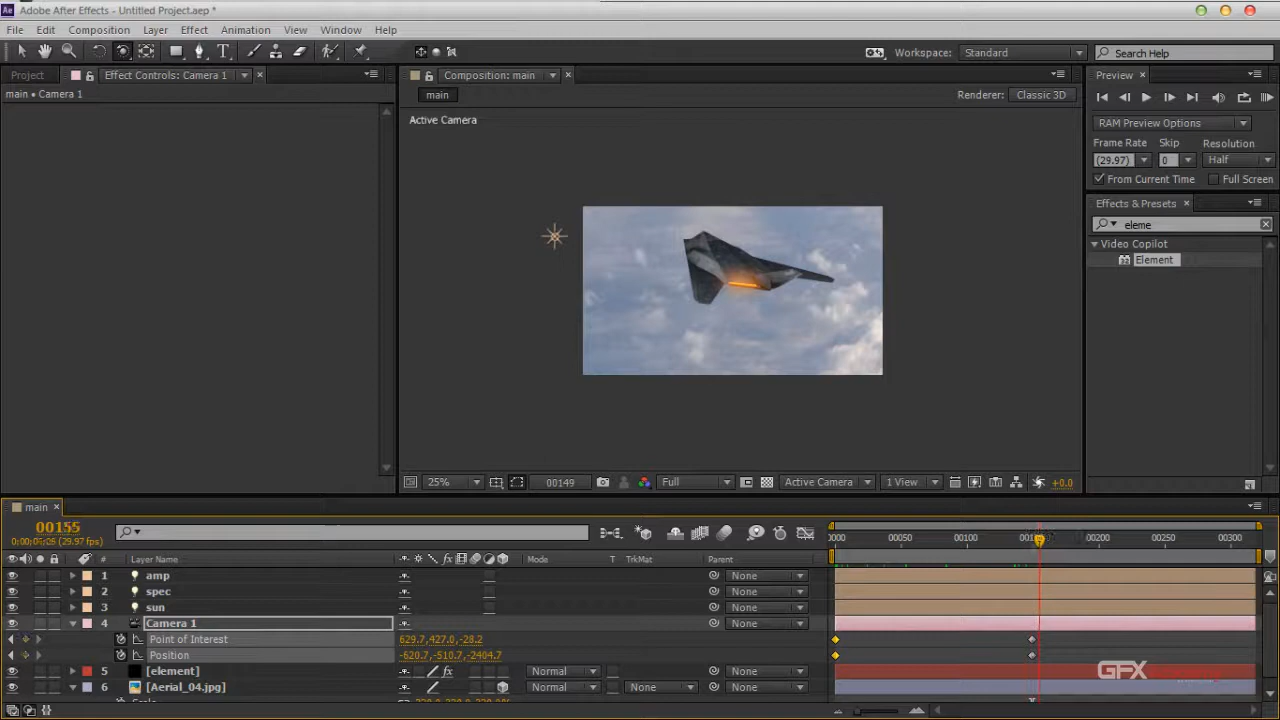 Ae Adobe After Effects - Untitled Project.aep *
File Edit Composition Layer Effect Animation View Window Help
Workspace: Standard Search Help
Project Effect Controls: Camera 1 Composition: main Preview
main • Camera 1 main Renderer: Classic 3D
Active Camera
RAM Preview Options
Frame Rate Skip Resolution
(29.97) 0 Half
From Current Time Full Screen
Effects & Presets
eleme
Video Copilot
Element
25% 00149 Full Active Camera 1 View +0.0
main
00155
(29.97 fps)
0000 00050 00100 00200 00250 00300
# Layer Name Mode T TrkMat Parent
1 amp None
2 spec None
3 sun None
4 Camera 1 None
Point of Interest 629.7,427.0,-28.2
Position -620.7,-510.7,-2404.7
5 [element] Normal None
6 [Aerial_04.jpg] Normal None None
GFX